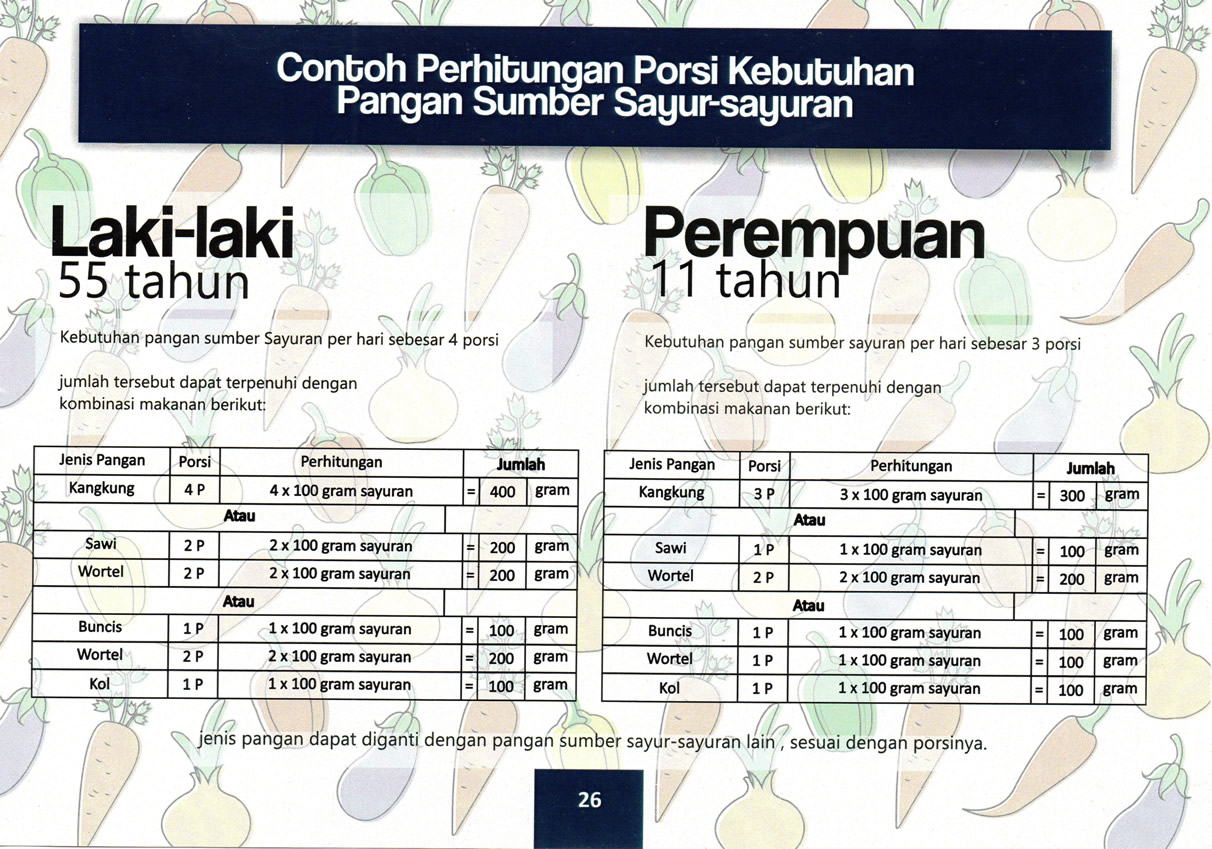 Contoh Perhitungan Porsi Kebutuhan
Pangan Sumber Sayur-sayuran
Laki-laki
55 tahun
Kebutuhan pangan sumber Sayuran per hari sebesar 4 porsi
jumlah tersebut dapat terpenuhi dengan
kombinasi makanan berikut:
Jenis Pangan Porsi Perhitungan Jumlah
Kangkung 4 P 4 x 100 gram sayuran = 400 gram
Atau
Sawi 2 P 2 x 100 gram sayuran = 200 gram
Wortel 2 P 2 x 100 gram sayuran = 200 gram
Atau
Buncis 1 P 1 x 100 gram sayuran = 100 gram
Wortel 2 P 2 x 100 gram sayuran = 200 gram
Kol 1 P 1 x 100 gram sayuran = 100 gram
Perempuan
11 tahun
Kebutuhan pangan sumber sayuran per hari sebesar 3 porsi
jumlah tersebut dapat terpenuhi dengan
kombinasi makanan berikut:
Jenis Pangan Porsi Perhitungan Jumlah
Kangkung 3 P 3 x 100 gram sayuran = 300 gram
Atau
Sawi 1 P 1 x 100 gram sayuran = 100 gram
Wortel 2 P 2 x 100 gram sayuran = 200 gram
Atau
Buncis 1 P 1 x 100 gram sayuran = 100 gram
Wortel 1 P 1 x 100 gram sayuran = 100 gram
Kol 1 P 1 x 100 gram sayuran = 100 gram
jenis pangan dapat diganti dengan pangan sumber sayur-sayuran lain , sesuai dengan porsinya.
26